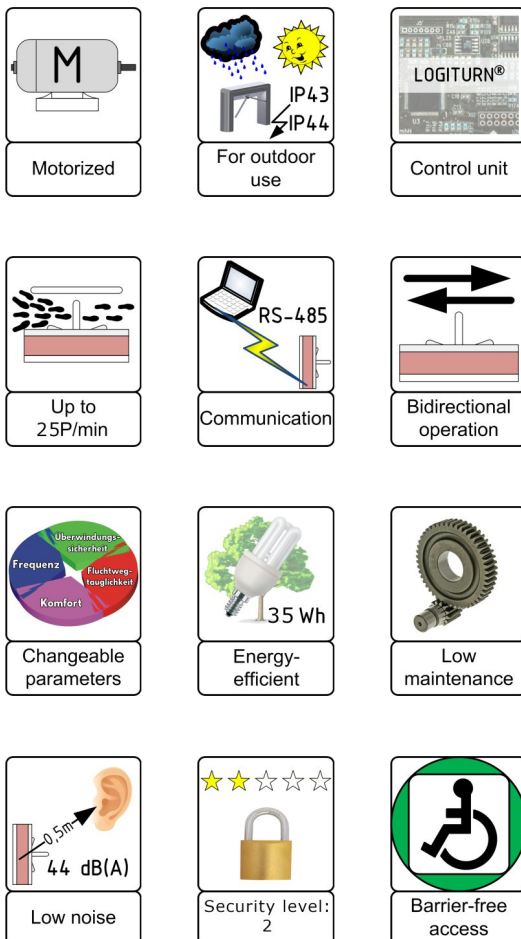 M
IP43
IP44
LOGITURN®
Motorized
For outdoor
use
Control unit
RS-485
Up to
25P/min
Communication
Bidirectional
operation
Überwindungs-
sicherheit
Frequenz
Fluchtweg-
tauglichkeit
Komfort
35 Wh
Changeable
parameters
Energy-
efficient
Low
maintenance
0,5m
44 dB(A)
Low noise
Security level:
2
Barrier-free
access